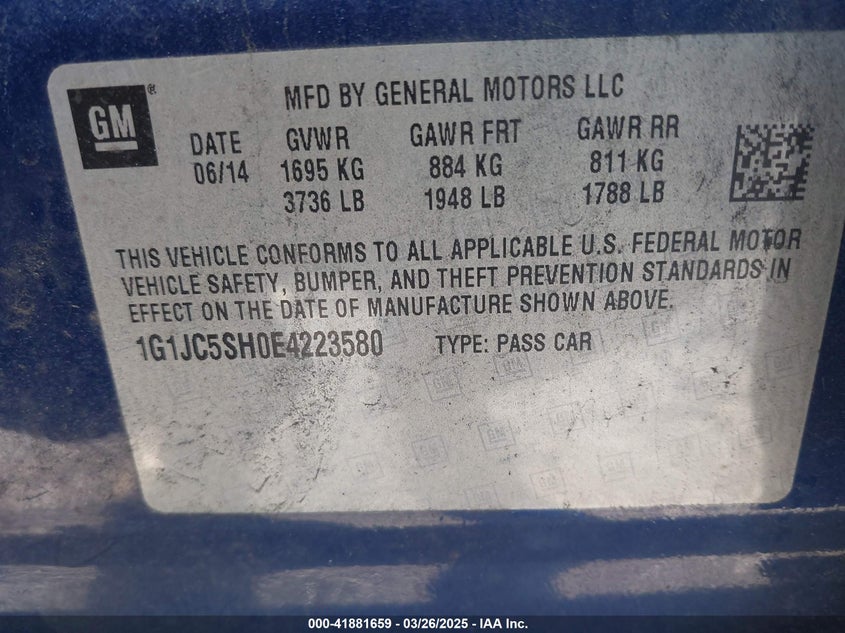 GM ®
MFD BY GENERAL MOTORS LLC
DATE GVWR GAWR FRT GAWR RR
06/14 1695 KG 884 KG 811 KG
3736 LB 1948 LB 1788 LB
THIS VEHICLE CONFORMS TO ALL APPLICABLE U.S. FEDERAL MOTOR
VEHICLE SAFETY, BUMPER, AND THEFT PREVENTION STANDARDS IN
EFFECT ON THE DATE OF MANUFACTURE SHOWN ABOVE.
1G1JC5SH0E4223580 TYPE: PASS CAR
000-41881659 — 03/26/2025 — IAA Inc.